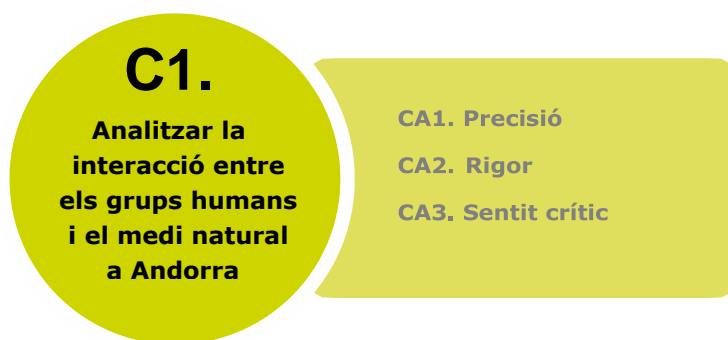 C1.
Analitzar la
interacció entre
els grups humans
i el medi natural
a Andorra
CA1. Precisió
CA2. Rigor
CA3. Sentit crític